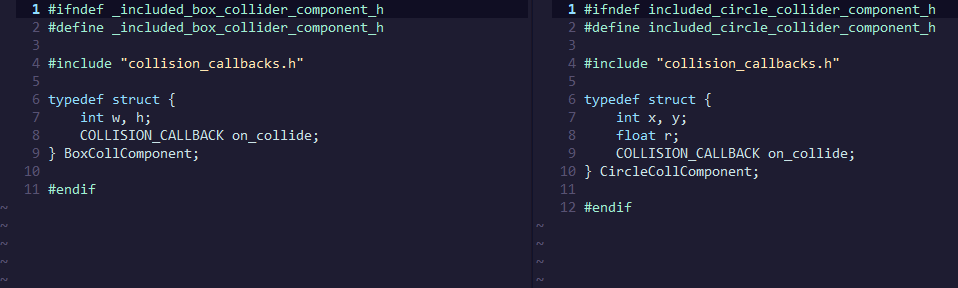 1 #ifndef _included_box_collider_component_h
2 #define _included_box_collider_component_h
3
4 #include "collision_callbacks.h"
5
6 typedef struct {
7     int w, h;
8     COLLISION_CALLBACK on_collide;
9 } BoxCollComponent;
10
11 #endif
~
~
~
~
~
1 #ifndef included_circle_collider_component_h
2 #define included_circle_collider_component_h
3
4 #include "collision_callbacks.h"
5
6 typedef struct {
7     int x, y;
8     float r;
9     COLLISION_CALLBACK on_collide;
10 } CircleCollComponent;
11
12 #endif
~
~
~
~